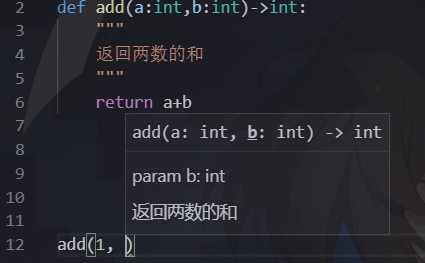 2 def add(a:int,b:int)->int:
3 """
4 返回两数的和
5 """
6 return a+b
7 add(a: int, b: int) -> int
8
9 param b: int
10
11 返回两数的和
12 add(1, )